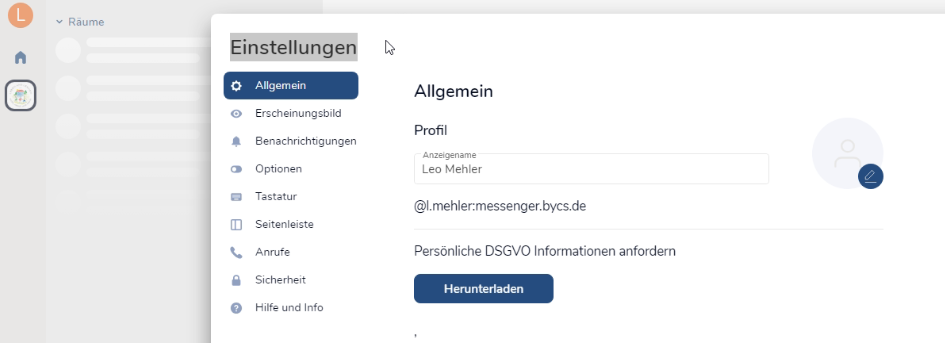 L
Räume
Einstellungen
Allgemein
Erscheinungsbild
Benachrichtigungen
Optionen
Tastatur
Seitenleiste
Anrufe
Sicherheit
Hilfe und Info
Allgemein
Profil
Anzeigename
Leo Mehler
@l.mehler:messenger.bycs.de
Persönliche DSGVO Informationen anfordern
Herunterladen